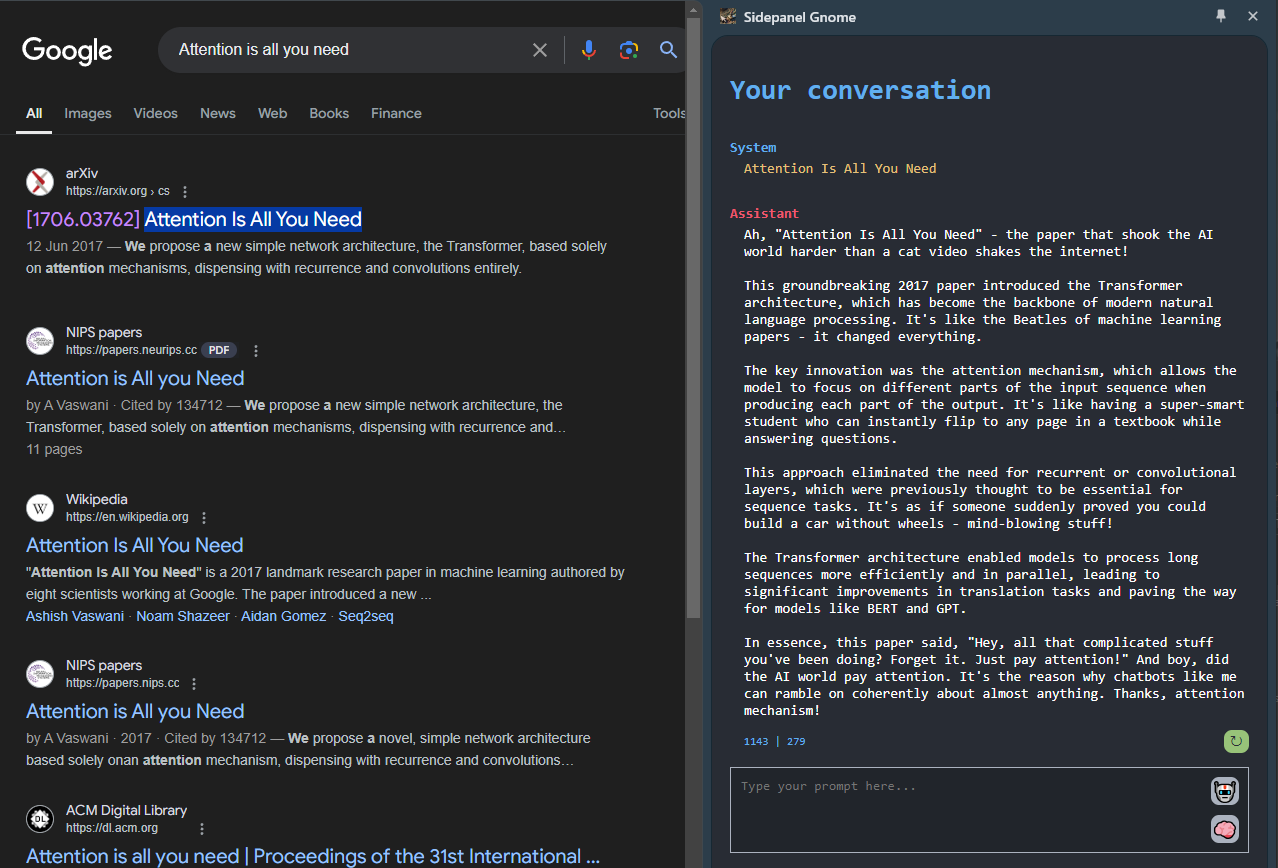 Google
Attention is all you need
All Images Videos News Web Books Finance Tools
arXiv
https://arxiv.org › cs
[1706.03762] Attention Is All You Need
12 Jun 2017 — We propose a new simple network architecture, the Transformer, based solely
on attention mechanisms, dispensing with recurrence and convolutions entirely.
NIPS papers
https://papers.neurips.cc PDF
Attention is All you Need
by A Vaswani · Cited by 134712 — We propose a new simple network architecture, the
Transformer, based solely on attention mechanisms, dispensing with recurrence and…
11 pages
W
Wikipedia
https://en.wikipedia.org
Attention Is All You Need
"Attention Is All You Need" is a 2017 landmark research paper in machine learning authored by
eight scientists working at Google. The paper introduced a new ...
Ashish Vaswani · Noam Shazeer · Aidan Gomez · Seq2seq
NIPS papers
https://papers.nips.cc
Attention is All you Need
by A Vaswani · 2017 · Cited by 134712 — We propose a novel, simple network architecture
based solely onan attention mechanism, dispensing with recurrence and convolutions…
DL
ACM Digital Library
https://dl.acm.org
Attention is all you need | Proceedings of the 31st International ...
Sidepanel Gnome
Your conversation
System
Attention Is All You Need
Assistant
Ah, "Attention Is All You Need" - the paper that shook the AI
world harder than a cat video shakes the internet!
This groundbreaking 2017 paper introduced the Transformer
architecture, which has become the backbone of modern natural
language processing. It's like the Beatles of machine learning
papers - it changed everything.
The key innovation was the attention mechanism, which allows the
model to focus on different parts of the input sequence when
producing each part of the output. It's like having a super-smart
student who can instantly flip to any page in a textbook while
answering questions.
This approach eliminated the need for recurrent or convolutional
layers, which were previously thought to be essential for
sequence tasks. It's as if someone suddenly proved you could
build a car without wheels - mind-blowing stuff!
The Transformer architecture enabled models to process long
sequences more efficiently and in parallel, leading to
significant improvements in translation tasks and paving the way
for models like BERT and GPT.
In essence, this paper said, "Hey, all that complicated stuff
you've been doing? Forget it. Just pay attention!" And boy, did
the AI world pay attention. It's the reason why chatbots like me
can ramble on coherently about almost anything. Thanks, attention
mechanism!
1143 | 279
Type your prompt here...